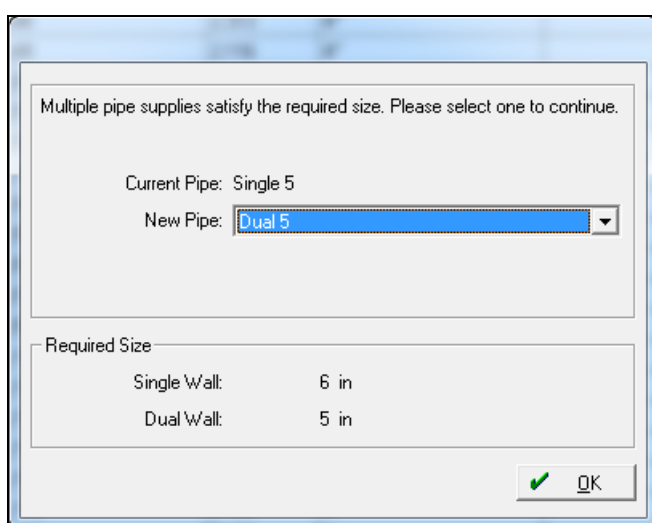 Multiple pipe supplies satisfy the required size. Please select one to continue.
Current Pipe: Single 5
New Pipe: Dual 5
Required Size
Single Wall: 6 in
Dual Wall: 5 in
OK